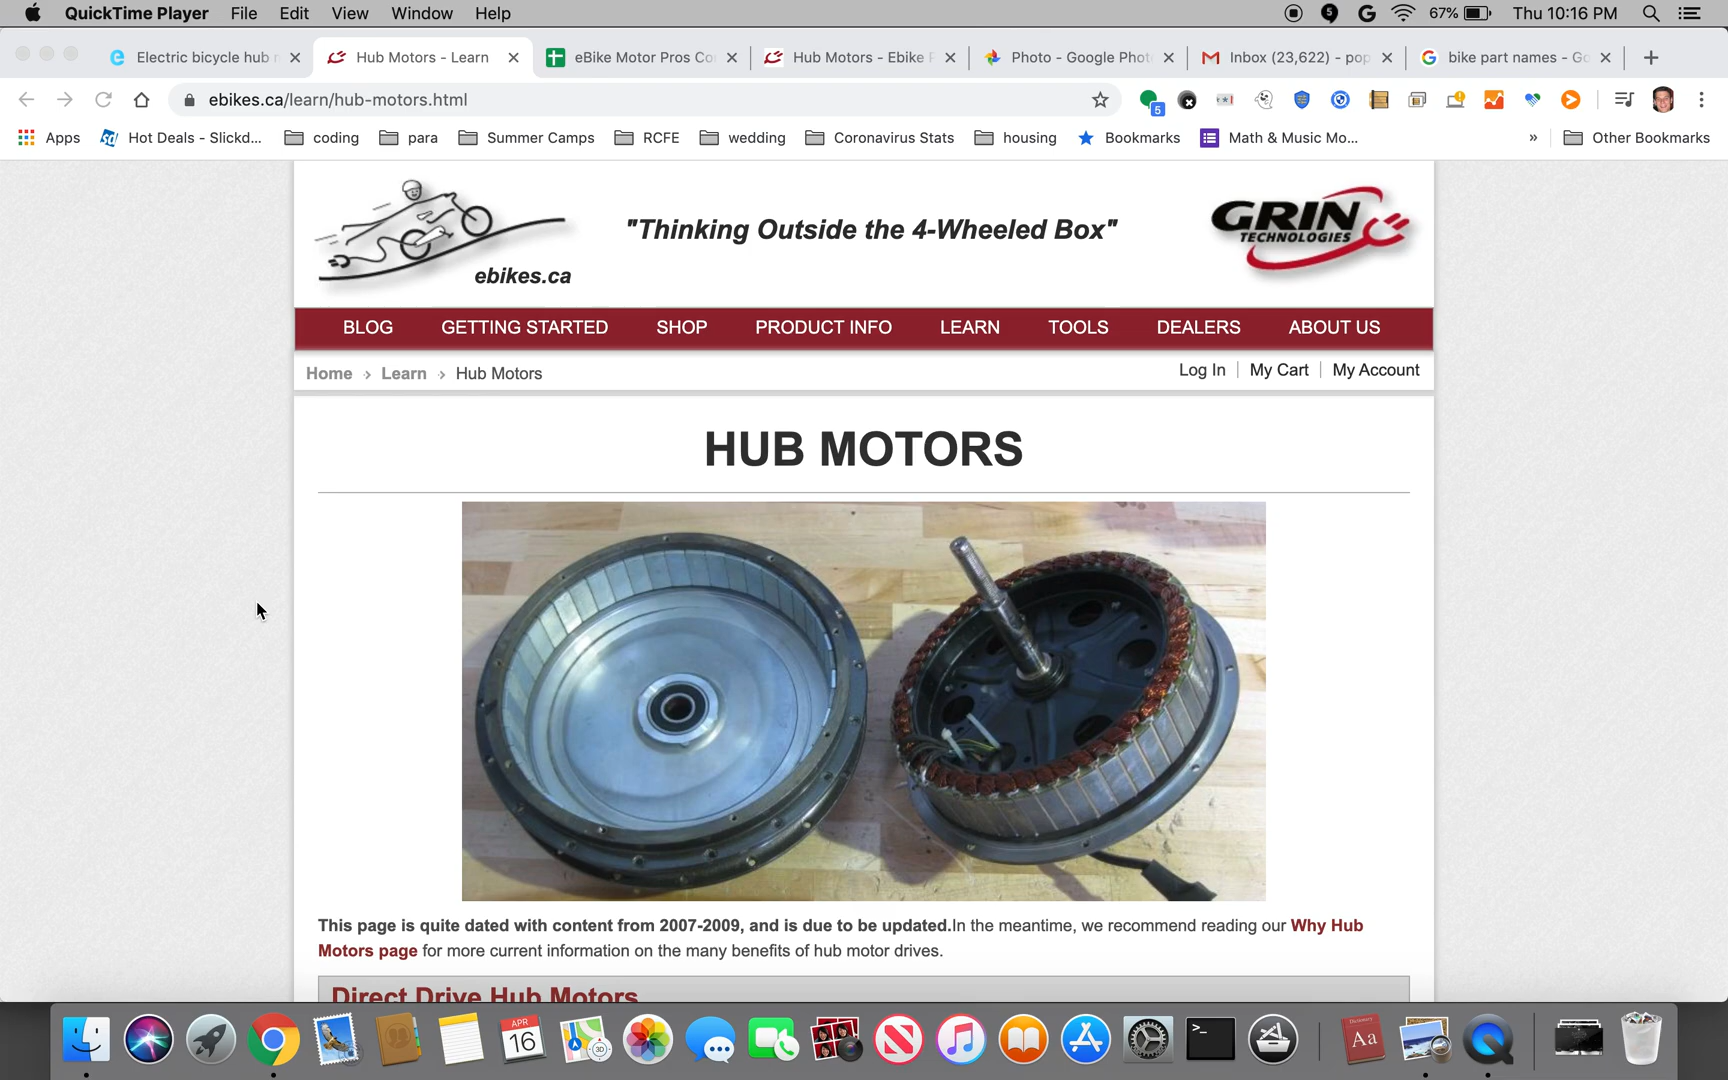 QuickTime Player File Edit View Window Help 5 67% Thu 10:16 PM
Electric bicycle hub Hub Motors - Learn eBike Motor Pros Co Hub Motors - Ebike Photo - Google Phot Inbox (23,622) - pop bike part names - Go
ebikes.ca/learn/hub-motors.html 5
Apps Hot Deals - Slickd... coding para Summer Camps RCFE wedding Coronavirus Stats housing Bookmarks Math & Music Mo... » Other Bookmarks
"Thinking Outside the 4-Wheeled Box"
GRIN
TECHNOLOGIES
ebikes.ca
BLOG GETTING STARTED SHOP PRODUCT INFO LEARN TOOLS DEALERS ABOUT US
Home › Learn › Hub Motors Log In | My Cart | My Account
HUB MOTORS
This page is quite dated with content from 2007-2009, and is due to be updated.In the meantime, we recommend reading our Why Hub
Motors page for more current information on the many benefits of hub motor drives.
Direct Drive Hub Motors
APR
16
3D
Aa